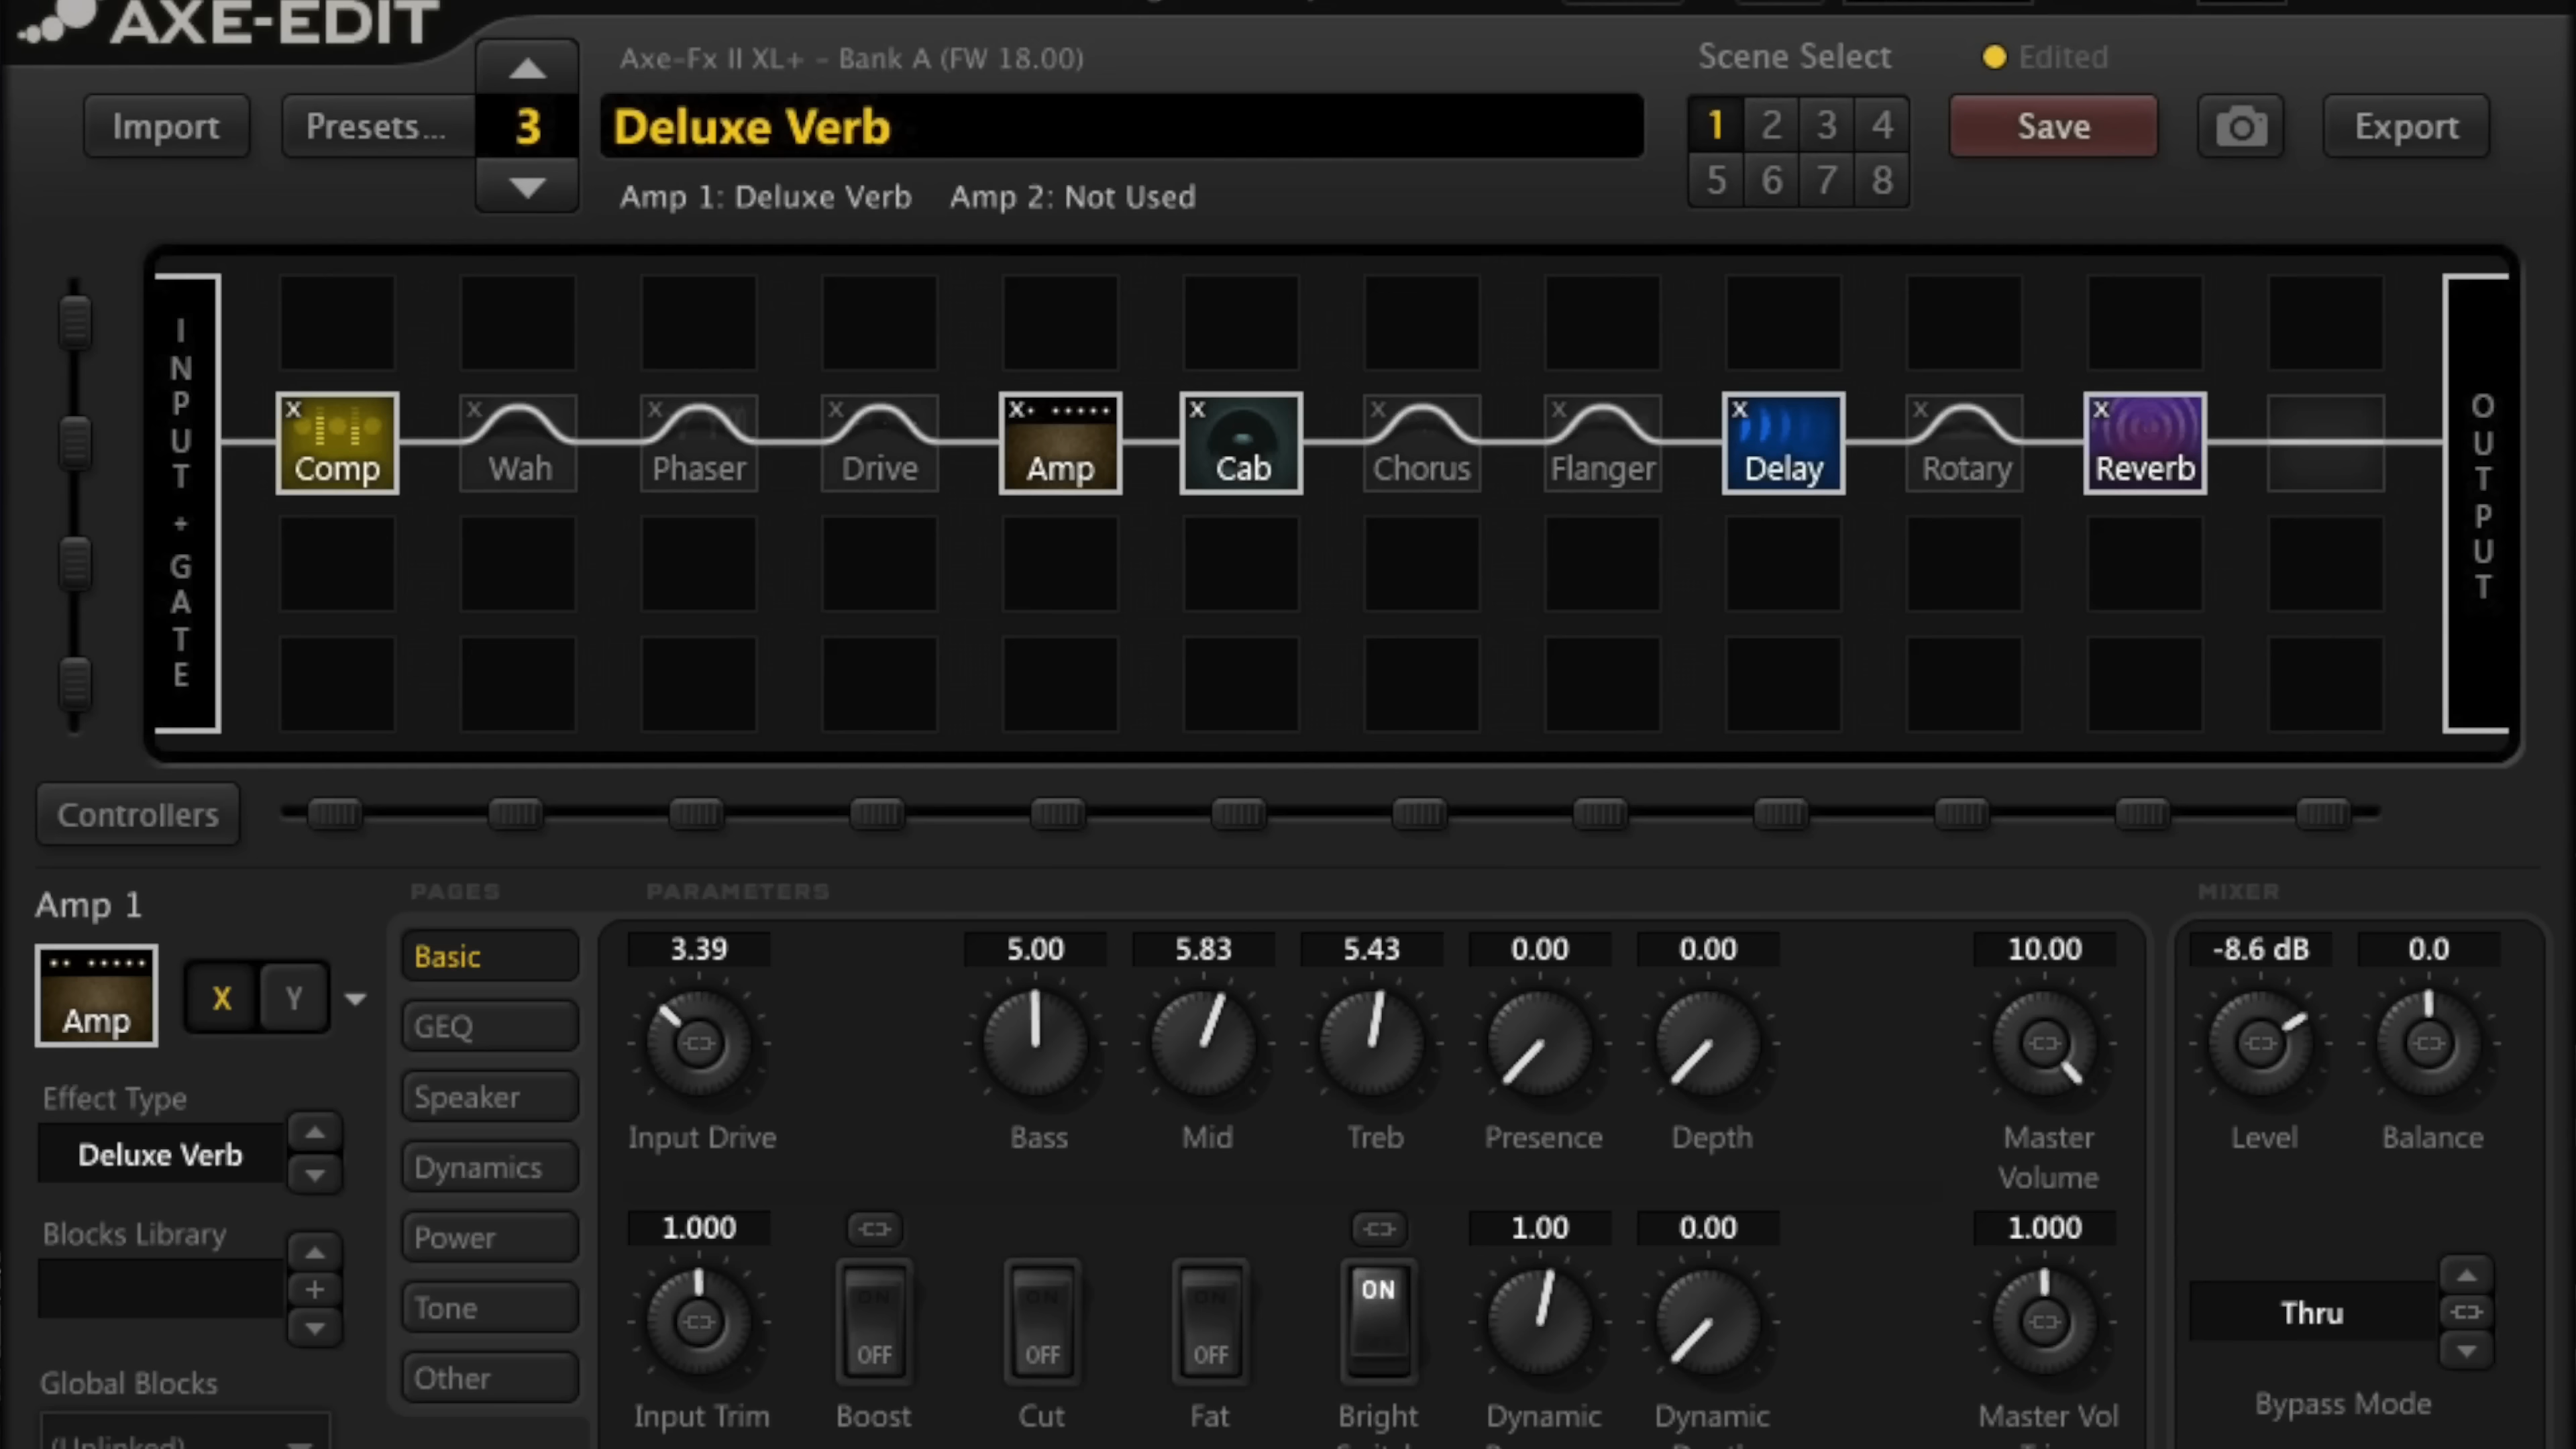 AXE-EDIT
Axe-Fx II XL+ - Bank A (FW 18.00)
Scene Select
Edited
Import
Presets...
3
Deluxe Verb
1 2 3 4
Save
Export
5 6 7 8
Amp 1: Deluxe Verb Amp 2: Not Used
INPUT + GATE
X Comp
X Wah
X Phaser
X Drive
X Amp
X Cab
X Chorus
X Flanger
X Delay
X Rotary
X Reverb
OUTPUT
Controllers
Amp 1
PAGES
PARAMETERS
MIXER
Amp
X Y
Effect Type
Deluxe Verb
Blocks Library
+
Global Blocks
(Unlinked)
Basic
GEQ
Speaker
Dynamics
Power
Tone
Other
3.39 5.00 5.83 5.43 0.00 0.00 10.00
Input Drive Bass Mid Treb Presence Depth Master
Volume
1.000 1.00 0.00 1.000
ON ON ON ON
OFF OFF OFF
Input Trim Boost Cut Fat Bright Dynamic Dynamic Master Vol
-8.6 dB 0.0
Level Balance
Thru
Bypass Mode